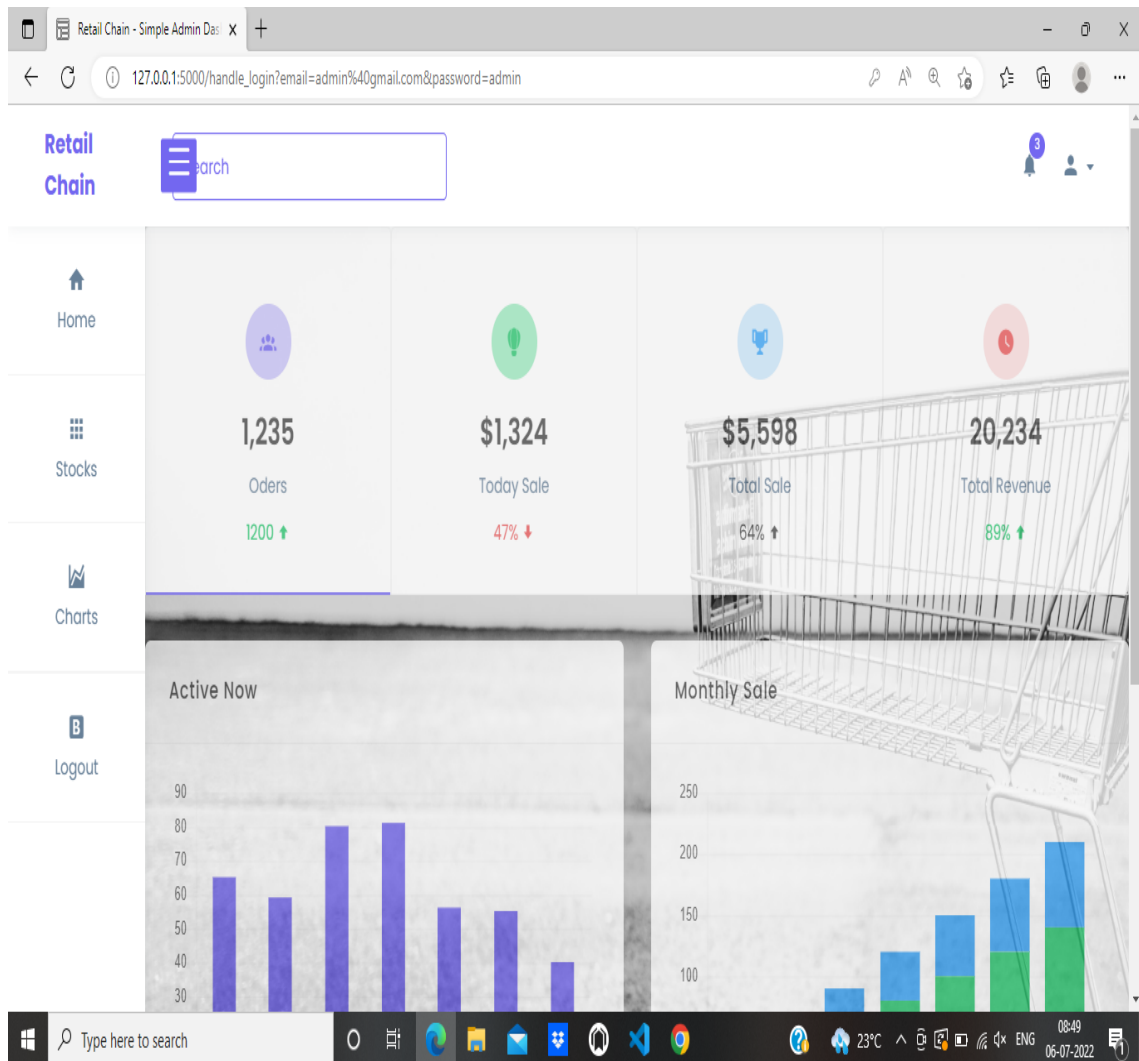 Retail Chain - Simple Admin Das
127.0.0.1:5000/handle_login?email=admin%40gmail.com&password=admin
Retail
Chain
earch
3
Home
Stocks
Charts
Logout
1,235
Oders
1200
$1,324
Today Sale
47%
$5,598
Total Sale
64%
20,234
Total Revenue
89%
Active Now
90
80
70
60
50
40
30
Monthly Sale
250
200
150
100
Type here to search
23°C
ENG
08:49
06-07-2022
1